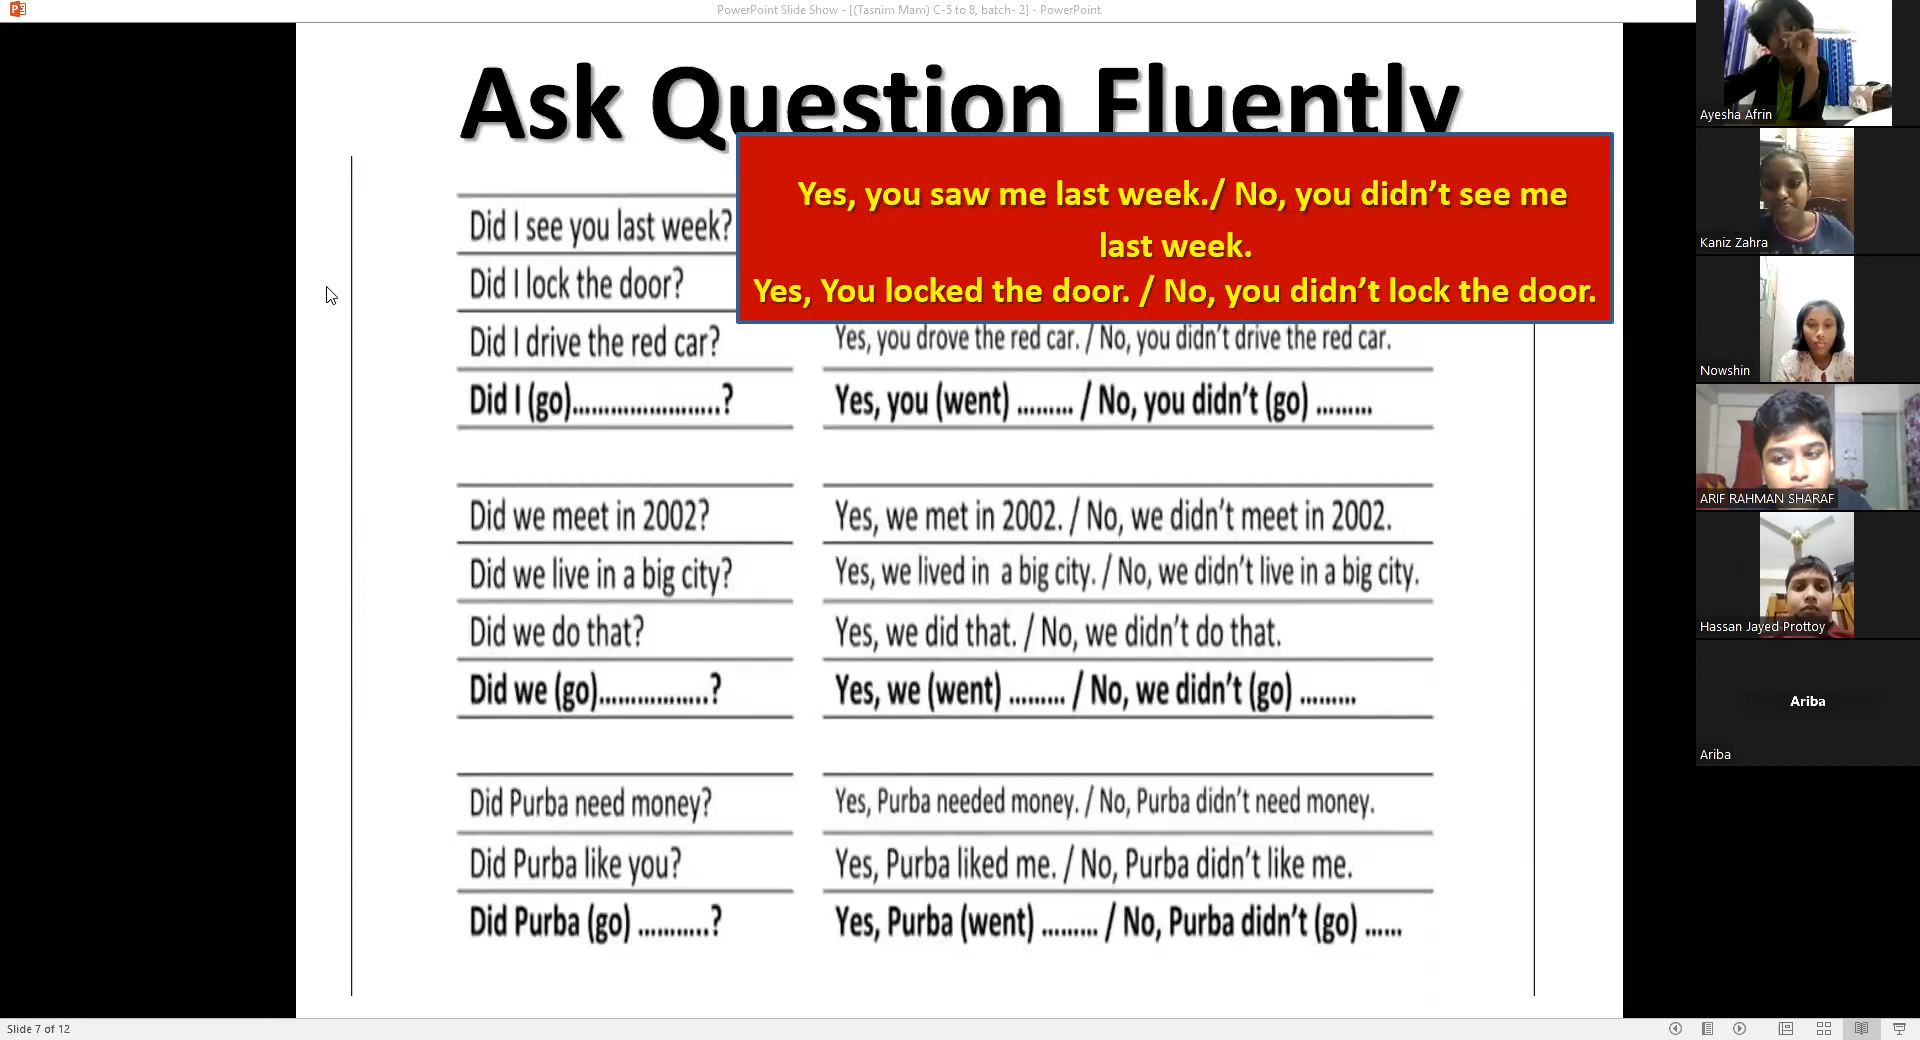 PowerPoint Slide Show - [(Tasnim Mam) C-5 to 8, batch- 2] - PowerPoint
Ask Question Fluently
Yes, you saw me last week./ No, you didn't see me
last week.
Yes, You locked the door. / No, you didn't lock the door.
Did I see you last week?
Did I lock the door?
Did I drive the red car?
Yes, you drove the red car. / No, you didn't drive the red car.
Did I (go)......................?
Yes, you (went) ......... / No, you didn't (go) .........
Did we meet in 2002?
Yes, we met in 2002. / No, we didn't meet in 2002.
Did we live in a big city?
Yes, we lived in a big city. / No, we didn't live in a big city.
Did we do that?
Yes, we did that. / No, we didn't do that.
Did we (go)................?
Yes, we (went) ......... / No, we didn't (go) .........
Did Purba need money?
Yes, Purba needed money. / No, Purba didn't need money.
Did Purba like you?
Yes, Purba liked me. / No, Purba didn't like me.
Did Purba (go) ...........?
Yes, Purba (went) ......... / No, Purba didn't (go) ......
Ayesha Afrin
Kaniz Zahra
Nowshin
ARIF RAHMAN SHARAF
Hassan Jayed Prottoy
Ariba
Ariba
Slide 7 of 12